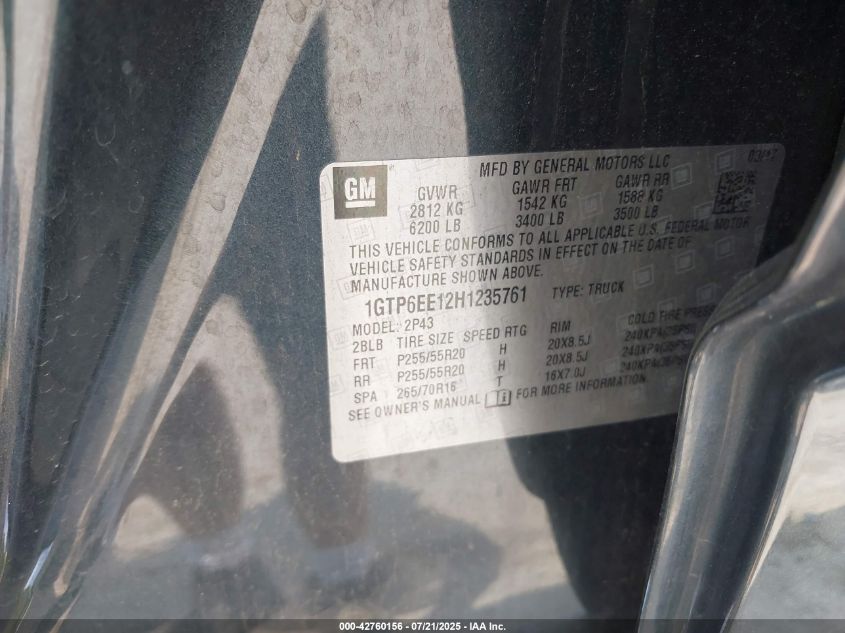 MFD BY GENERAL MOTORS LLC 03/17
GM
GVWR GAWR FRT GAWR RR
2812 KG 1542 KG 1588 KG
6200 LB 3400 LB 3500 LB
THIS VEHICLE CONFORMS TO ALL APPLICABLE U.S. FEDERAL MOTOR
VEHICLE SAFETY STANDARDS IN EFFECT ON THE DATE OF
MANUFACTURE SHOWN ABOVE.
1GTP6EE12H1235761 TYPE: TRUCK
MODEL: 2P43
2BLB TIRE SIZE SPEED RTG RIM COLD TIRE
FRT P255/55R20 H 20X8.5J
RR P255/55R20 H 20X8.5J
SPA 265/70R16 T 16X7.0J
SEE OWNER'S MANUAL FOR MORE INFORMATION
000-42760156 - 07/21/2025 - IAA Inc.